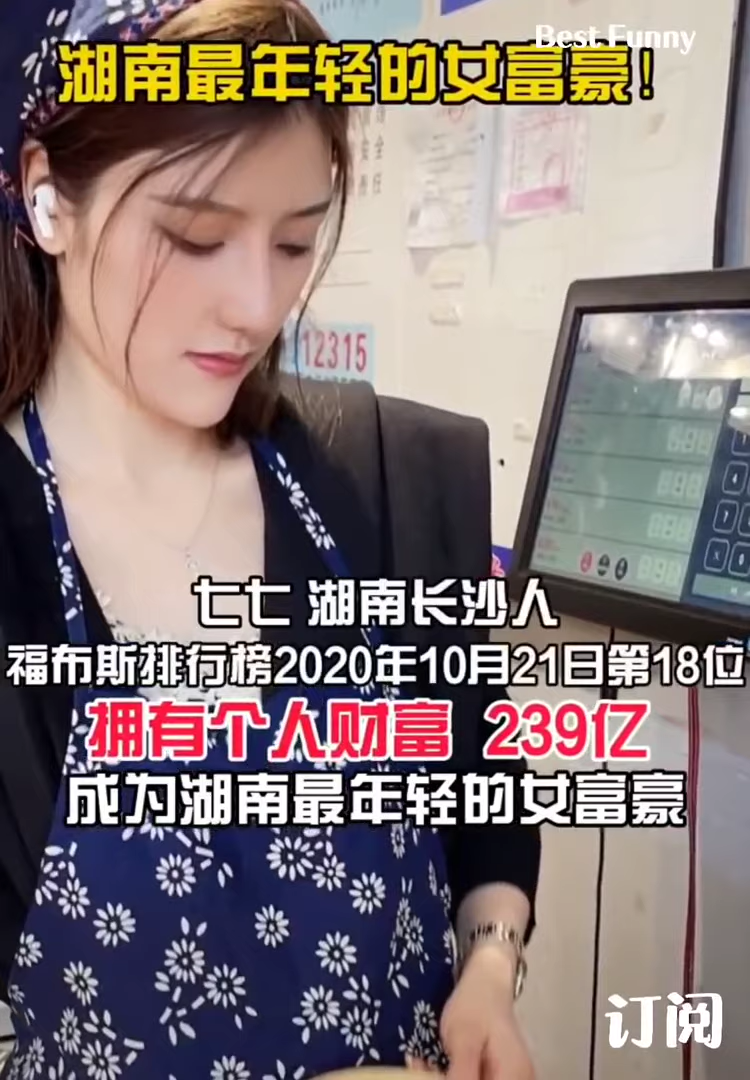 Best Funny
湖南最年轻的女富豪！
12315
七七 湖南长沙人
福布斯排行榜2020年10月21日第18位
拥有个人财富 239亿
成为湖南最年轻的女富豪
订阅